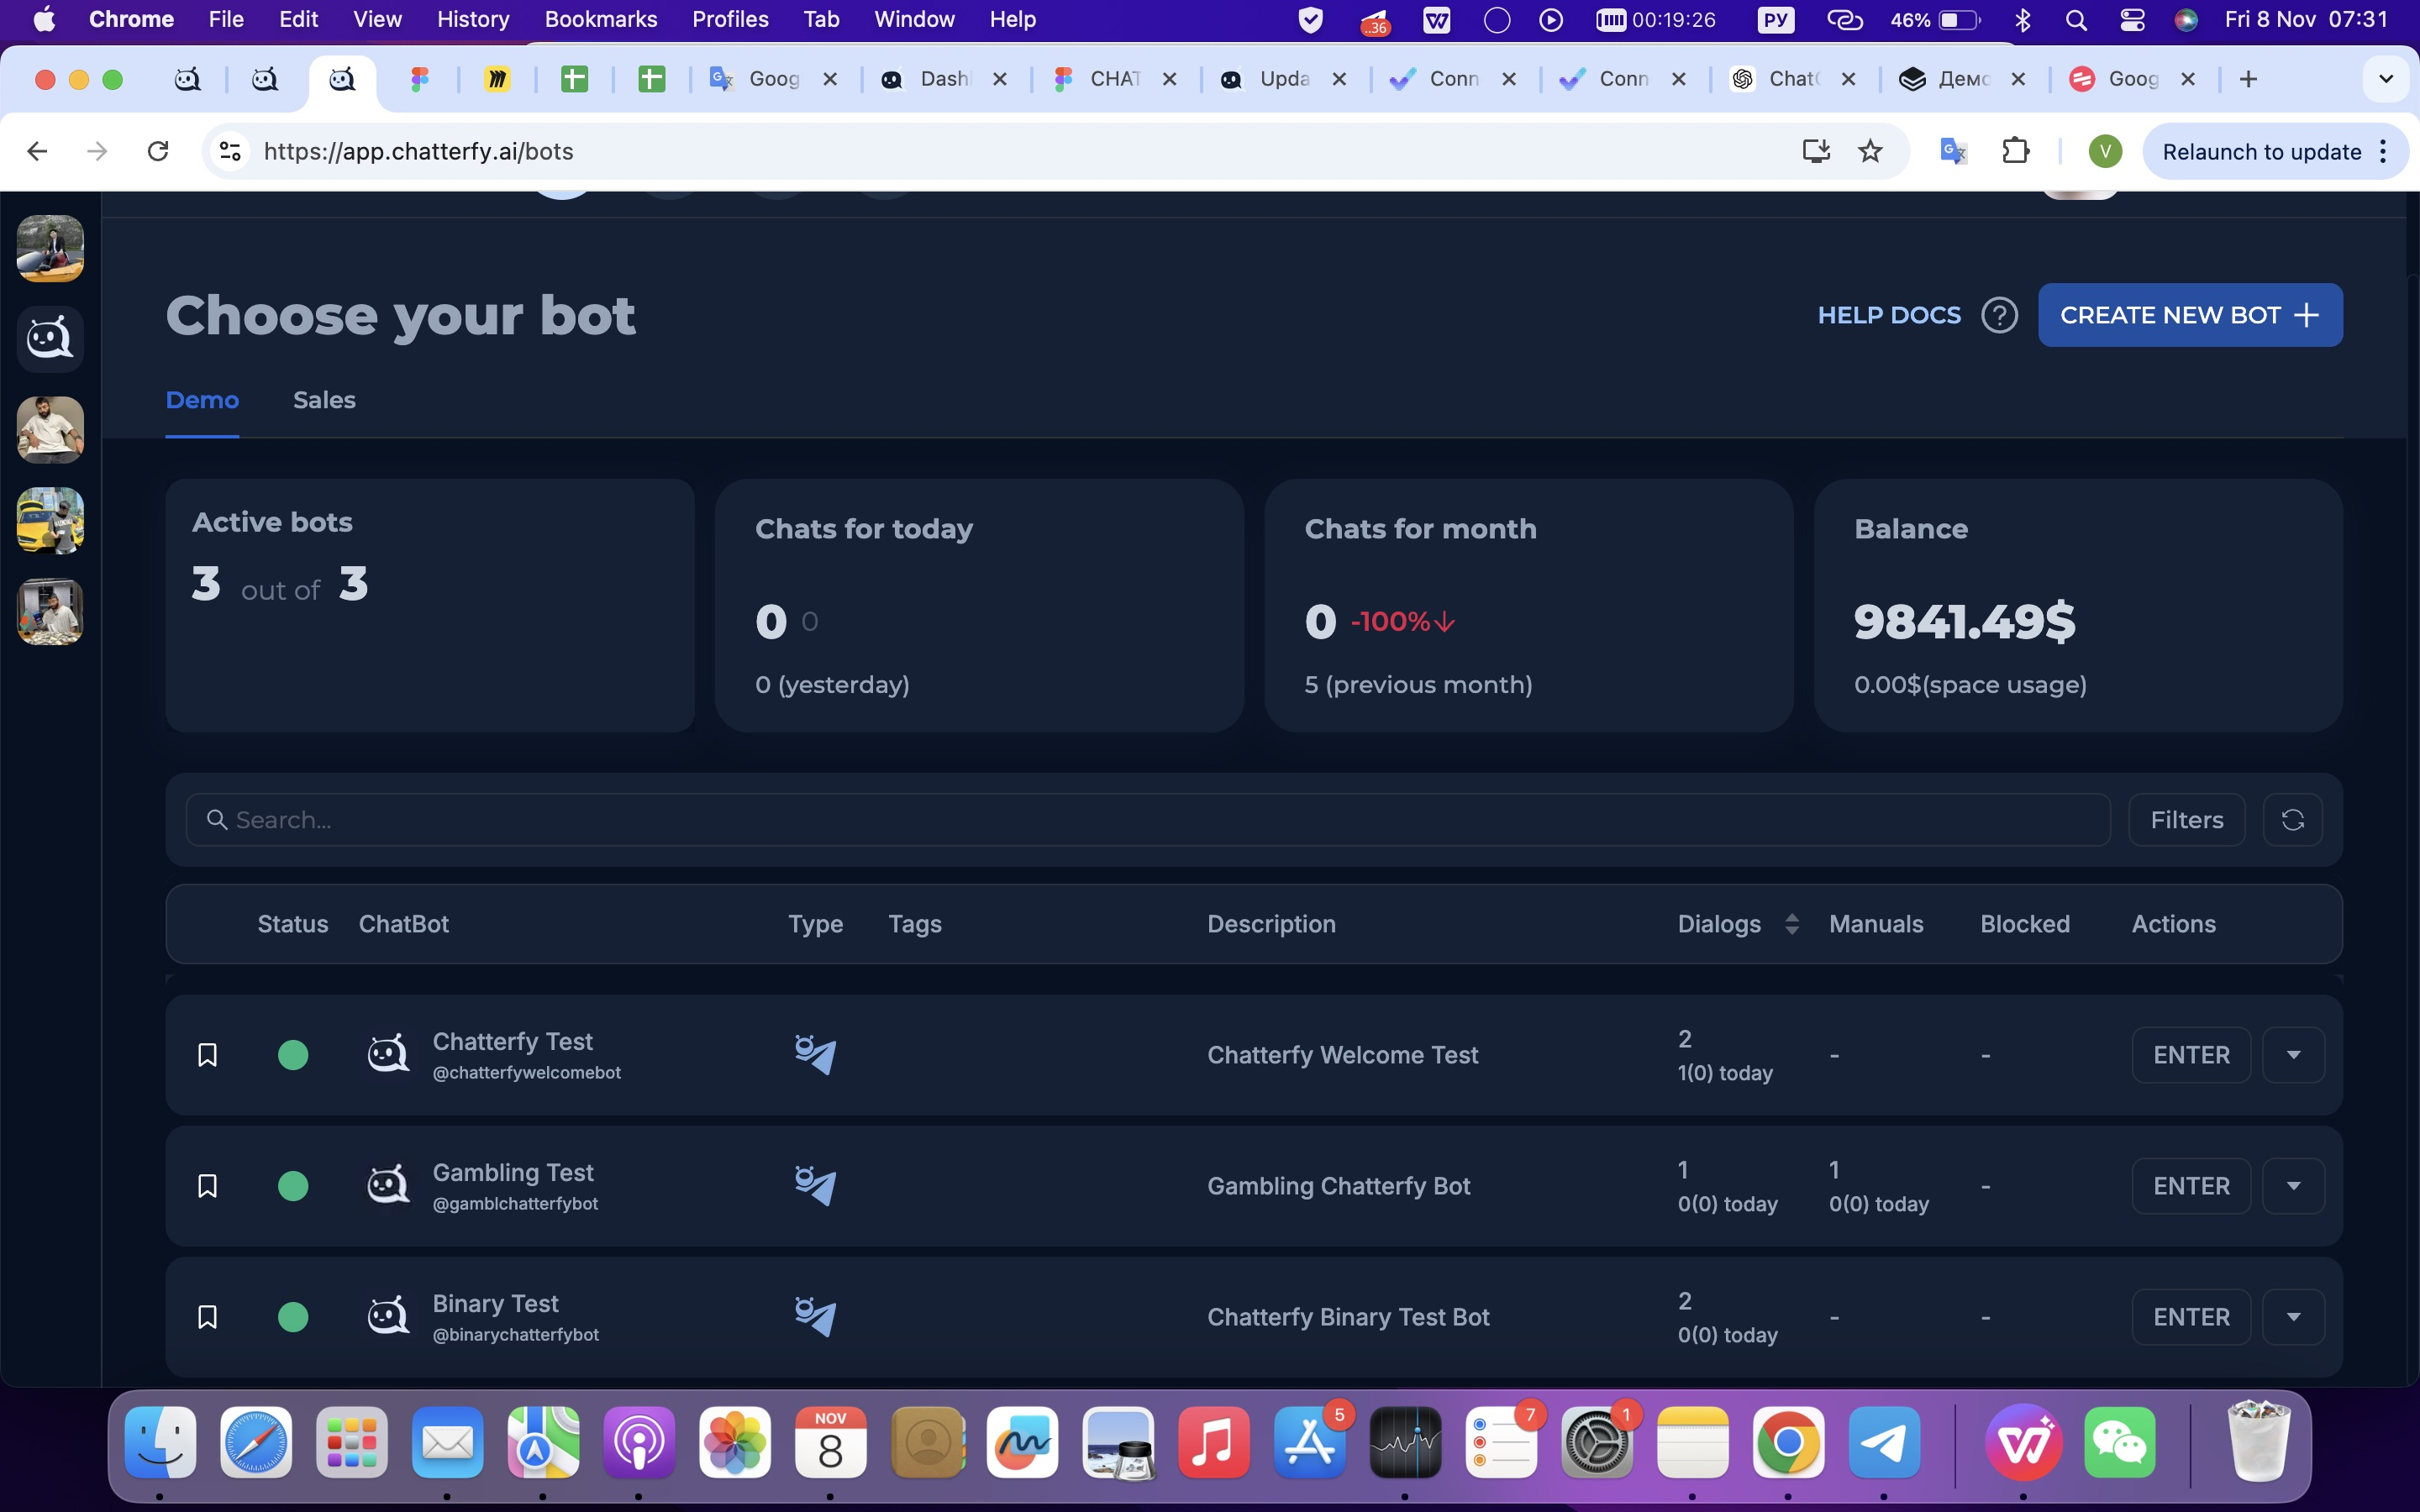 Chrome File Edit View History Bookmarks Profiles Tab Window Help ..36 00:19:26 РУ 46% Fri 8 Nov 07:31
Goog Dash CHAT Upda Conn Conn Chat Демо Goog
https://app.chatterfy.ai/bots V Relaunch to update
Choose your bot
HELP DOCS ? CREATE NEW BOT +
Demo Sales
Active bots
3 out of 3
Chats for today
0 0
0 (yesterday)
Chats for month
0 -100%↓
5 (previous month)
Balance
9841.49$
0.00$(space usage)
Search... Filters
Status ChatBot Type Tags Description Dialogs Manuals Blocked Actions
Chatterfy Test
@chatterfywelcomebot
Chatterfy Welcome Test
2
1(0) today
-
-
ENTER
Gambling Test
@gamblchatterfybot
Gambling Chatterfy Bot
1
0(0) today
1
0(0) today
-
ENTER
Binary Test
@binarychatterfybot
Chatterfy Binary Test Bot
2
0(0) today
-
-
ENTER
NOV
8
5
7
1